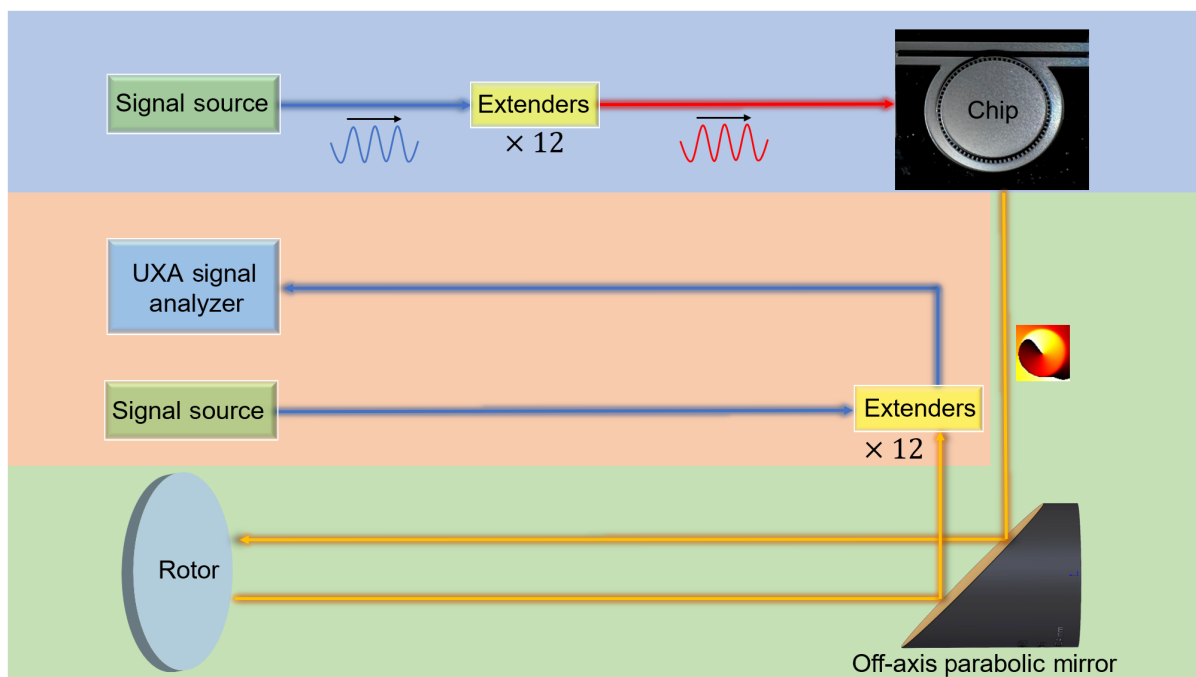 Signal source
Extenders
× 12
Chip
UXA signal
analyzer
Signal source
Extenders
× 12
Rotor
Off-axis parabolic mirror